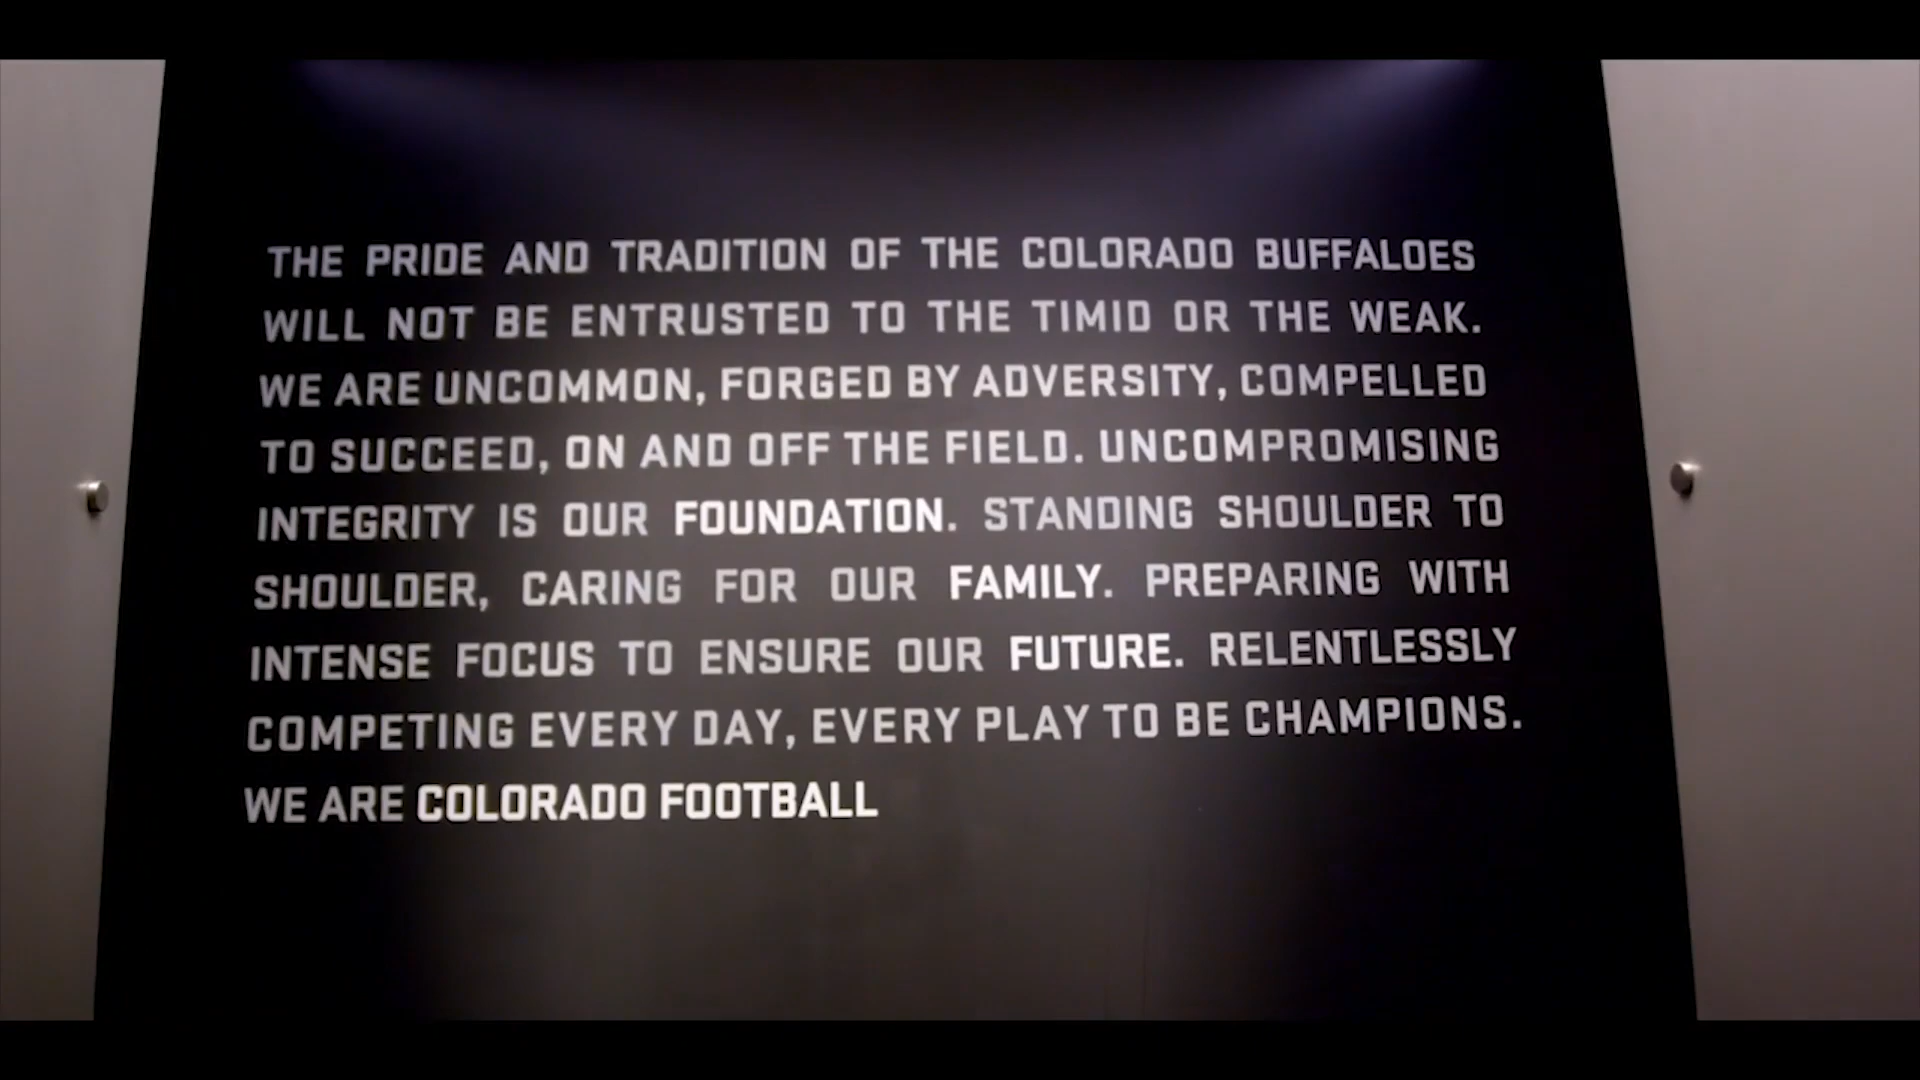 THE PRIDE AND TRADITION OF THE COLORADO BUFFALOES
WILL NOT BE ENTRUSTED TO THE TIMID OR THE WEAK.
WE ARE UNCOMMON, FORGED BY ADVERSITY, COMPELLED
TO SUCCEED, ON AND OFF THE FIELD. UNCOMPROMISING
INTEGRITY IS OUR FOUNDATION. STANDING SHOULDER TO
SHOULDER, CARING FOR OUR FAMILY. PREPARING WITH
INTENSE FOCUS TO ENSURE OUR FUTURE. RELENTLESSLY
COMPETING EVERY DAY, EVERY PLAY TO BE CHAMPIONS.
WE ARE COLORADO FOOTBALL